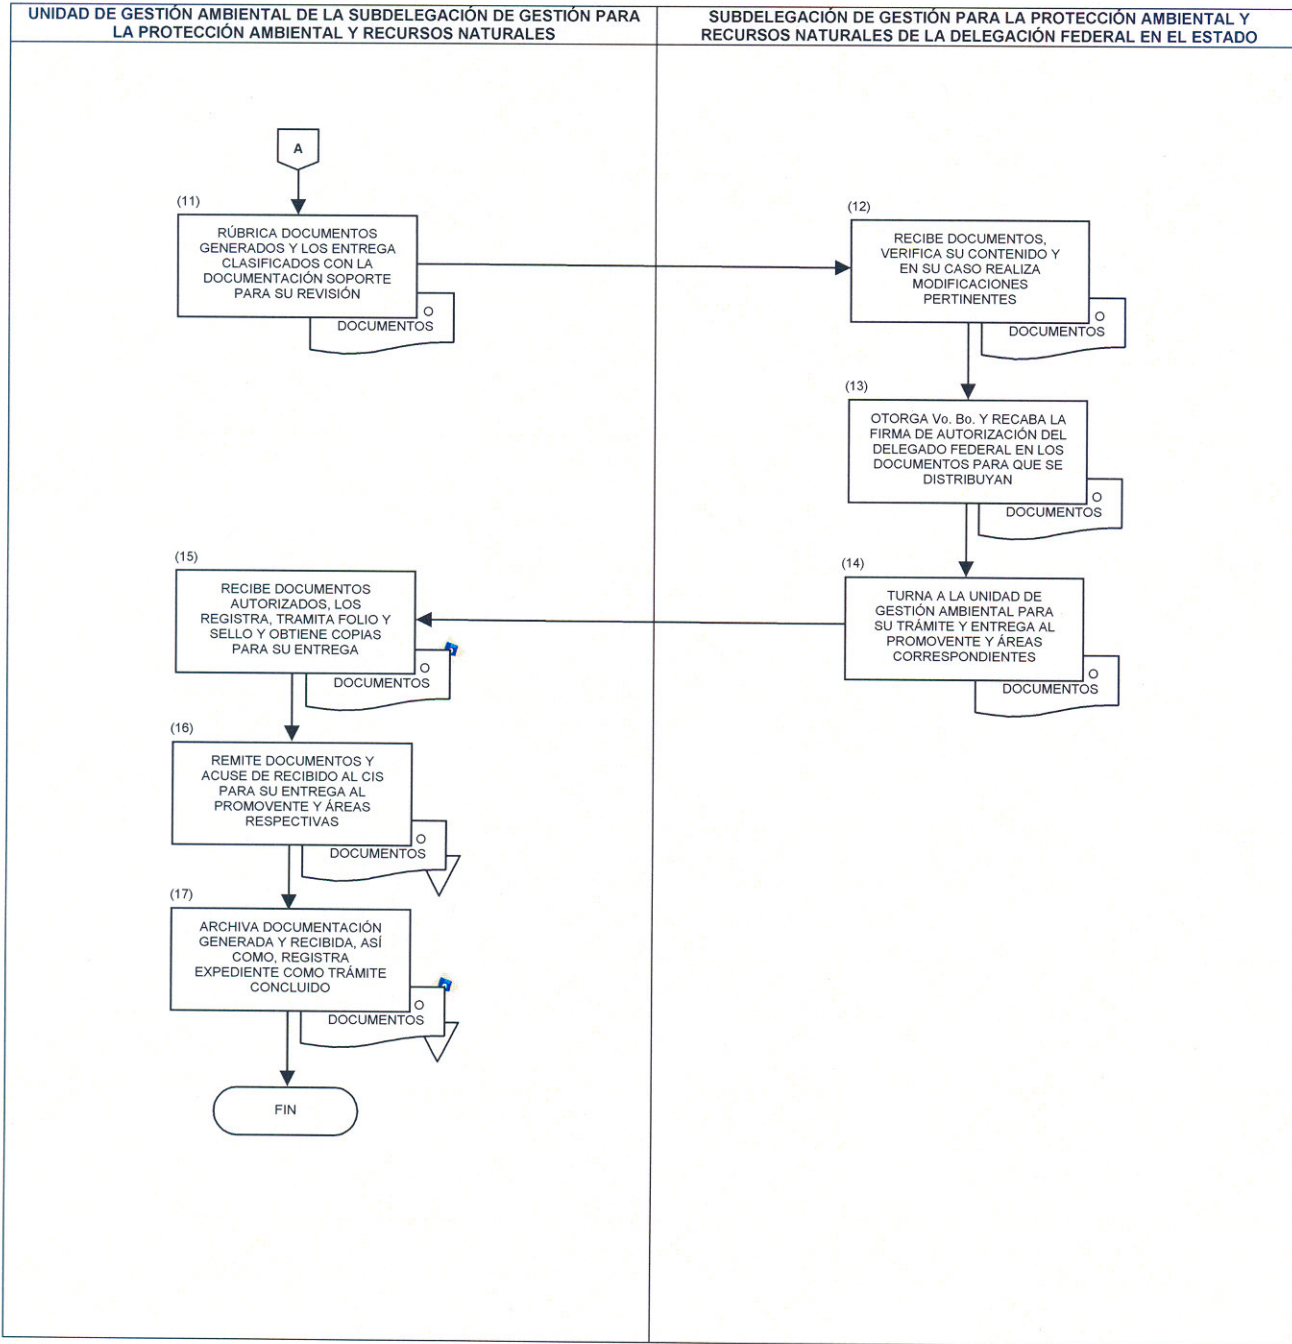 UNIDAD DE GESTIÓN AMBIENTAL DE LA SUBDELEGACIÓN DE GESTIÓN PARA
LA PROTECCIÓN AMBIENTAL Y RECURSOS NATURALES
SUBDELEGACIÓN DE GESTIÓN PARA LA PROTECCIÓN AMBIENTAL Y
RECURSOS NATURALES DE LA DELEGACIÓN FEDERAL EN EL ESTADO
A
(11)
RÚBRICA DOCUMENTOS
GENERADOS Y LOS ENTREGA
CLASIFICADOS CON LA
DOCUMENTACIÓN SOPORTE
PARA SU REVISIÓN
O
DOCUMENTOS
(12)
RECIBE DOCUMENTOS,
VERIFICA SU CONTENIDO Y
EN SU CASO REALIZA
MODIFICACIONES
PERTINENTES
O
DOCUMENTOS
(13)
OTORGA Vo. Bo. Y RECABA LA
FIRMA DE AUTORIZACIÓN DEL
DELEGADO FEDERAL EN LOS
DOCUMENTOS PARA QUE SE
DISTRIBUYAN
O
DOCUMENTOS
(14)
TURNA A LA UNIDAD DE
GESTIÓN AMBIENTAL PARA
SU TRÁMITE Y ENTREGA AL
PROMOVENTE Y ÁREAS
CORRESPONDIENTES
O
DOCUMENTOS
(15)
RECIBE DOCUMENTOS
AUTORIZADOS, LOS
REGISTRA, TRAMITA FOLIO Y
SELLO Y OBTIENE COPIAS
PARA SU ENTREGA
O
DOCUMENTOS
(16)
REMITE DOCUMENTOS Y
ACUSE DE RECIBIDO AL CIS
PARA SU ENTREGA AL
PROMOVENTE Y ÁREAS
RESPECTIVAS
O
DOCUMENTOS
(17)
ARCHIVA DOCUMENTACIÓN
GENERADA Y RECIBIDA, ASÍ
COMO, REGISTRA
EXPEDIENTE COMO TRÁMITE
CONCLUIDO
O
DOCUMENTOS
FIN